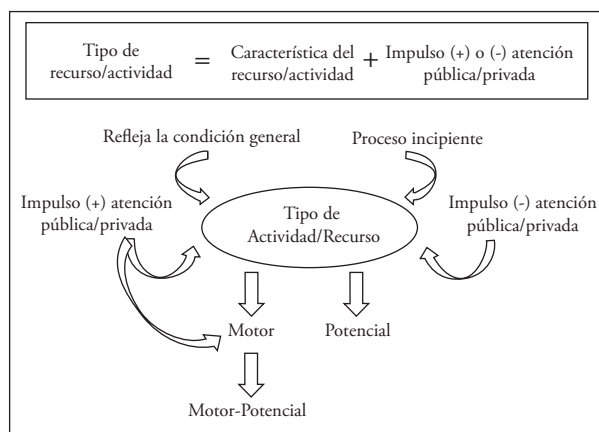 Tipo de
recurso/actividad
=
Característica del
recurso/actividad
+
Impulso (+) o (-) atención
pública/privada
Refleja la condición general
Proceso incipiente
Impulso (+) atención
pública/privada
Tipo de
Actividad/Recurso
Impulso (-) atención
pública/privada
Motor
Potencial
Motor-Potencial